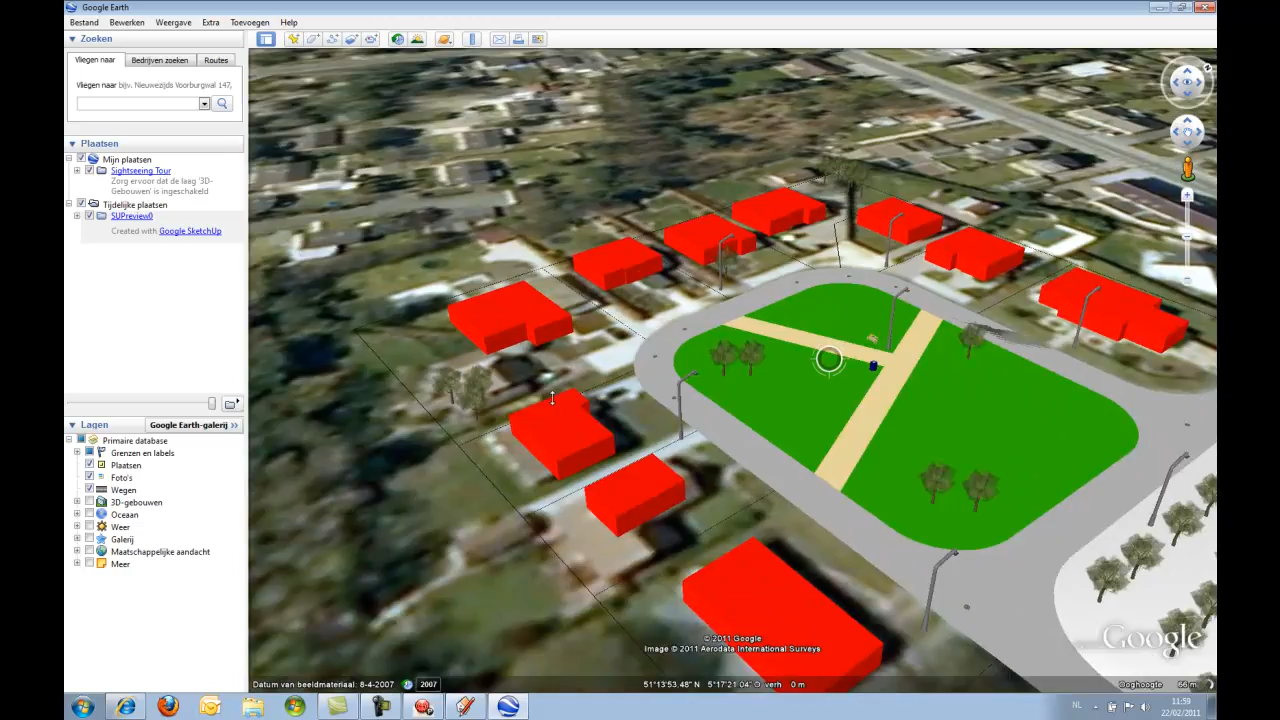 Google Earth
Bestand Bewerken Weergave Extra Toevoegen Help
Zoeken
Vliegen naar Bedrijven zoeken Routes
Vliegen naar bijv. Nieuwezijds Voorburgwal 147,
Plaatsen
Mijn plaatsen
Sightseeing Tour
Zorg ervoor dat de laag '3D-
Gebouwen' is ingeschakeld
Tijdelijke plaatsen
SUPreview0
Created with Google SketchUp
Lagen Google Earth-galerij >>
Primaire database
Grenzen en labels
Plaatsen
Foto's
Wegen
3D-gebouwen
Oceaan
Weer
Galerij
Maatschappelijke aandacht
Meer
© 2011 Google
Image © 2011 Aerodata International Surveys
Google
Datum van beeldmateriaal: 8-4-2007 2007 51°13'53.48" N 5°17'21.04" O verh 0 m Ooghoogte 66 m
NL 11:59
22/02/2011